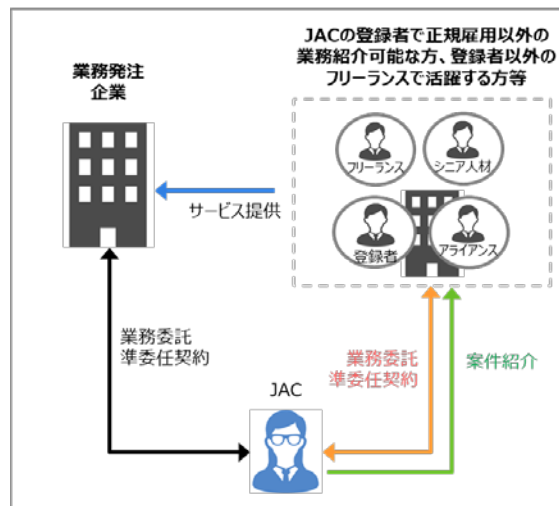 業務発注
企業
JACの登録者で正規雇用以外の
業務紹介可能な方、登録者以外の
フリーランスで活躍する方等
フリーランス
シニア人材
登録者
アライアンス
サービス提供
業務委託
準委任契約
業務委託
準委任契約
案件紹介
JAC